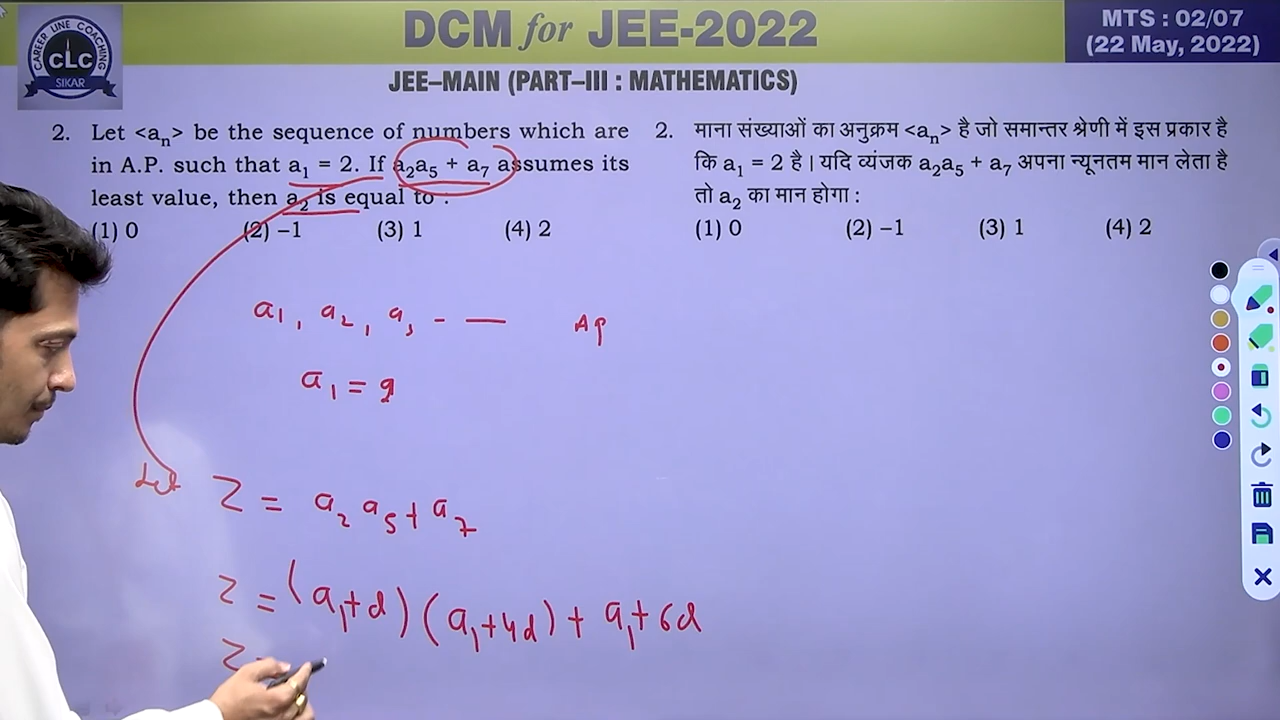 DCM for JEE-2022
MTS : 02/07
(22 May, 2022)
CAREER LINE COACHING
CLC
SIKAR
JEE–MAIN (PART–III : MATHEMATICS)
2. Let <aₙ> be the sequence of numbers which are
in A.P. such that a₁ = 2. If a₂a₅ + a₇ assumes its
least value, then a₂ is equal to :
(1) 0 (2) –1 (3) 1 (4) 2
2. माना संख्याओं का अनुक्रम <aₙ> है जो समान्तर श्रेणी में इस प्रकार है
कि a₁ = 2 है। यदि व्यंजक a₂a₅ + a₇ अपना न्यूनतम मान लेता है
तो a₂ का मान होगा :
(1) 0 (2) –1 (3) 1 (4) 2
a₁, a₂, a₃ - — AP
a₁ = 2
Let Z = a₂ a₅ + a₇
Z = (a₁+d) (a₁+4d) + a₁+6d
Z =